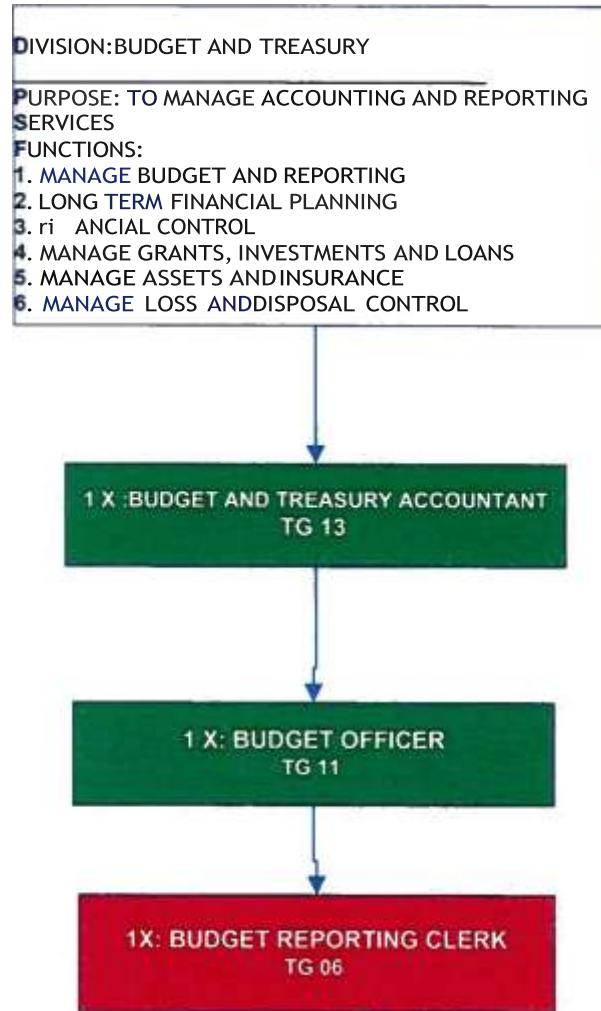 DIVISION:BUDGET AND TREASURY
PURPOSE: TO MANAGE ACCOUNTING AND REPORTING
SERVICES
FUNCTIONS:
1. MANAGE BUDGET AND REPORTING
2. LONG TERM FINANCIAL PLANNING
3. ri ANCIAL CONTROL
4. MANAGE GRANTS, INVESTMENTS AND LOANS
5. MANAGE ASSETS ANDINSURANCE
6. MANAGE LOSS ANDDISPOSAL CONTROL
1 X :BUDGET AND TREASURY ACCOUNTANT
TG 13
1 X: BUDGET OFFICER
TG 11
1X: BUDGET REPORTING CLERK
TG 06